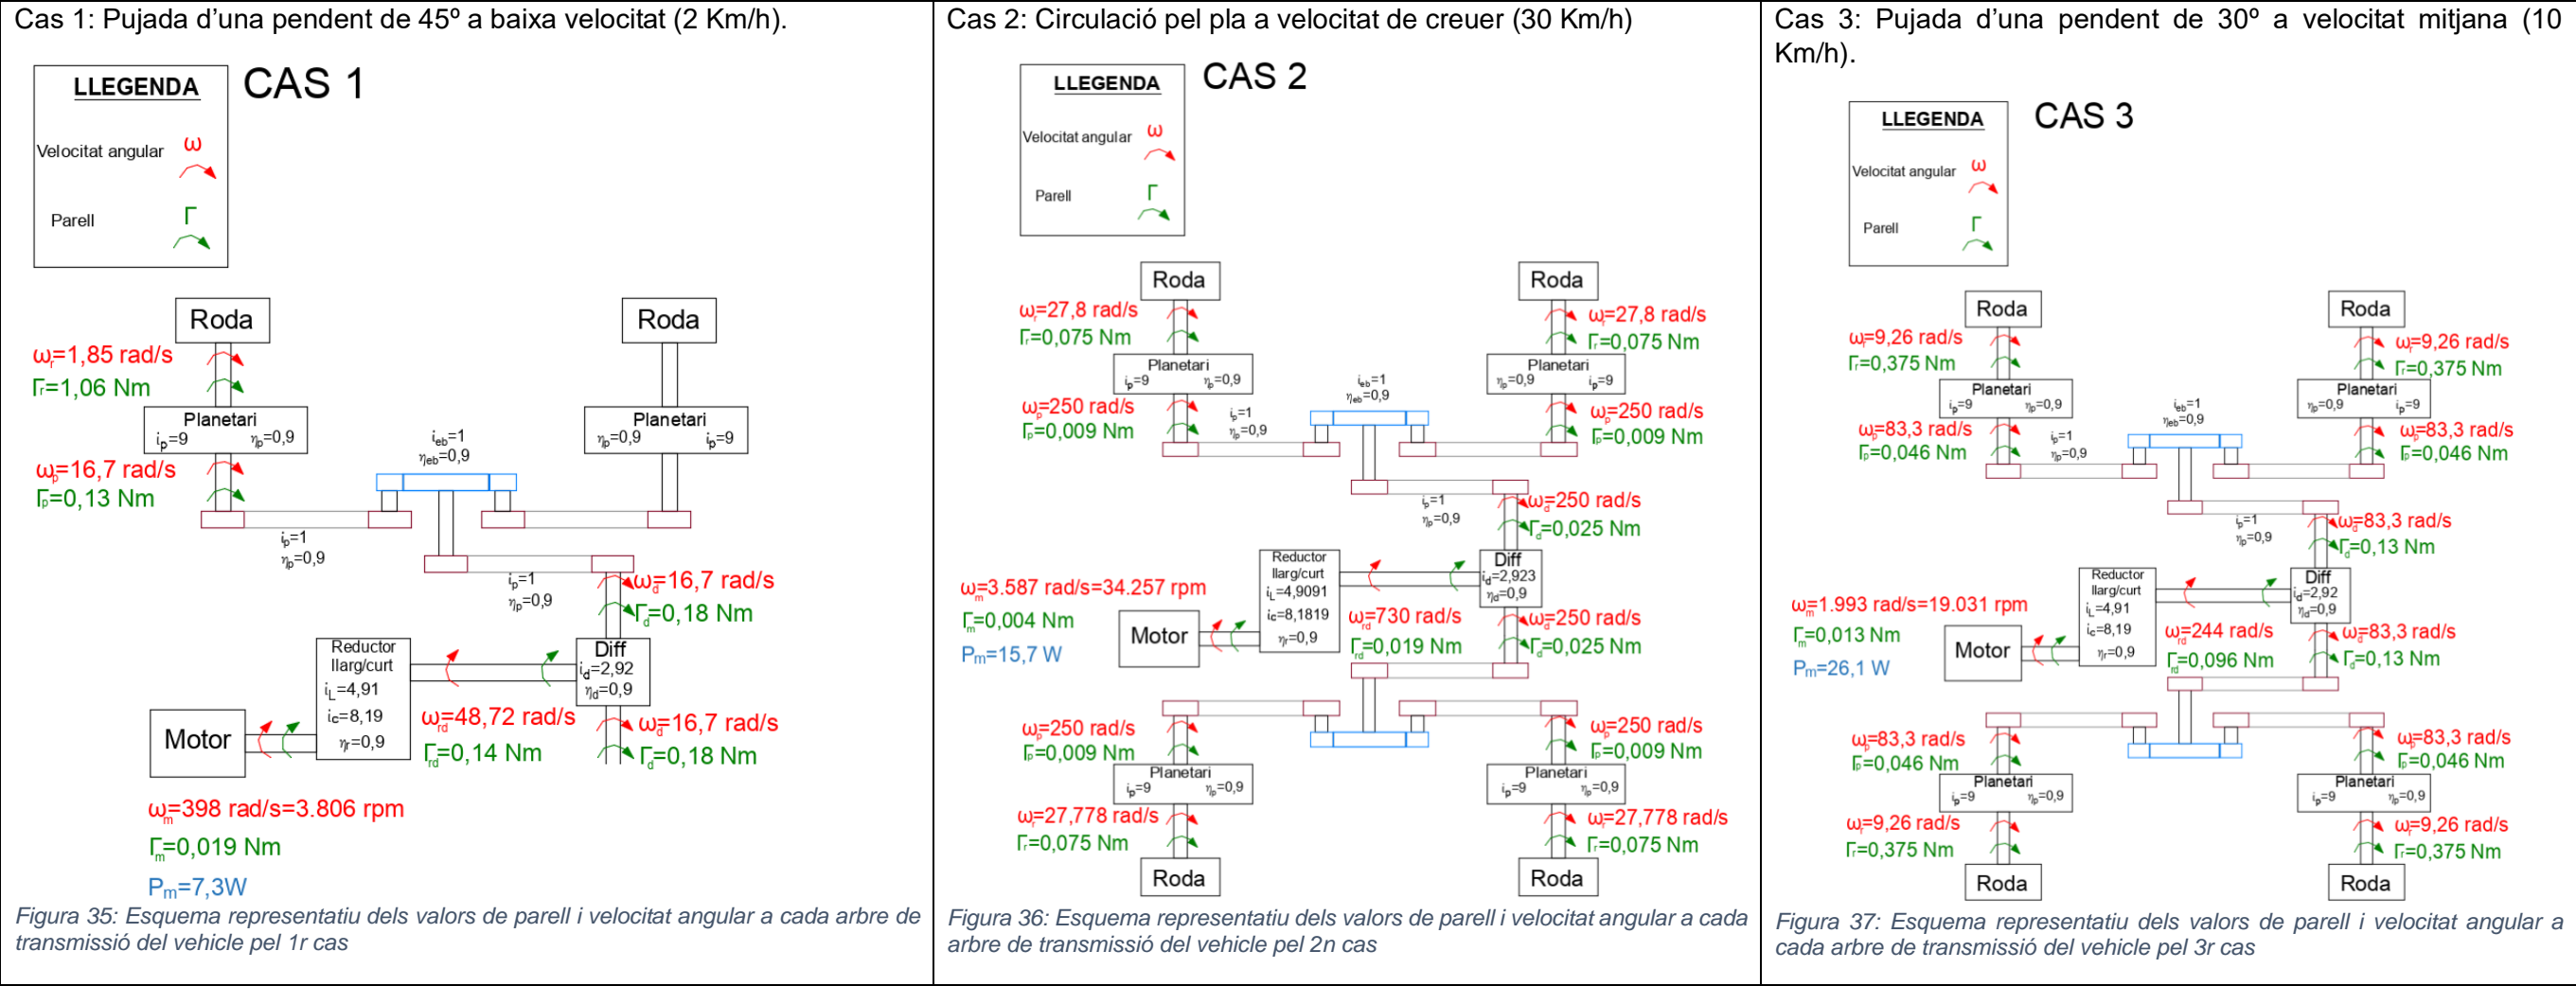 Cas 1: Pujada d’una pendent de 45º a baixa velocitat (2 Km/h).
LLEGENDA
CAS 1
Velocitat angular ω
Parell Γ
Roda
Roda
ωr=1,85 rad/s
Γr=1,06 Nm
Planetari
ip=9 ηp=0,9
Planetari
ηp=0,9 ip=9
ieb=1
ηeb=0,9
ωp=16,7 rad/s
Γp=0,13 Nm
ip=1
ηp=0,9
ip=1
ηp=0,9
ωd=16,7 rad/s
Γd=0,18 Nm
Reductor
llarg/curt
iL=4,91
ic=8,19
ηr=0,9
Diff
id=2,92
ηd=0,9
Motor
ωrd=48,72 rad/s
Γrd=0,14 Nm
ωd=16,7 rad/s
Γd=0,18 Nm
ωm=398 rad/s=3.806 rpm
Γm=0,019 Nm
Pm=7,3W
Figura 35: Esquema representatiu dels valors de parell i velocitat angular a cada arbre de
transmissió del vehicle pel 1r cas
Cas 2: Circulació pel pla a velocitat de creuer (30 Km/h)
LLEGENDA
CAS 2
Velocitat angular ω
Parell Γ
Roda
Roda
ωr=27,8 rad/s
Γr=0,075 Nm
ωr=27,8 rad/s
Γr=0,075 Nm
Planetari
ip=9 ηp=0,9
Planetari
ηp=0,9 ip=9
ieb=1
ηeb=0,9
ωp=250 rad/s
Γp=0,009 Nm
ip=1
ηp=0,9
ωp=250 rad/s
Γp=0,009 Nm
ip=1
ηp=0,9
ωd=250 rad/s
Γd=0,025 Nm
Reductor
llarg/curt
iL=4,9091
ic=8,1819
ηr=0,9
Diff
id=2,923
ηd=0,9
ωm=3.587 rad/s=34.257 rpm
Γm=0,004 Nm
Pm=15,7 W
Motor
ωrd=730 rad/s
Γrd=0,019 Nm
ωd=250 rad/s
Γd=0,025 Nm
ωp=250 rad/s
Γp=0,009 Nm
ωp=250 rad/s
Γp=0,009 Nm
Planetari
ip=9 ηp=0,9
Planetari
ip=9 ηp=0,9
ωr=27,778 rad/s
Γr=0,075 Nm
ωr=27,778 rad/s
Γr=0,075 Nm
Roda
Roda
Figura 36: Esquema representatiu dels valors de parell i velocitat angular a cada
arbre de transmissió del vehicle pel 2n cas
Cas 3: Pujada d’una pendent de 30º a velocitat mitjana (10
Km/h).
LLEGENDA
CAS 3
Velocitat angular ω
Parell Γ
Roda
Roda
ωr=9,26 rad/s
Γr=0,375 Nm
ωr=9,26 rad/s
Γr=0,375 Nm
Planetari
ip=9 ηp=0,9
Planetari
ηp=0,9 ip=9
ieb=1
ηeb=0,9
ωp=83,3 rad/s
Γp=0,046 Nm
ip=1
ηp=0,9
ωp=83,3 rad/s
Γp=0,046 Nm
ip=1
ηp=0,9
ωd=83,3 rad/s
Γd=0,13 Nm
Reductor
llarg/curt
iL=4,91
ic=8,19
ηr=0,9
Diff
id=2,92
ηd=0,9
ωm=1.993 rad/s=19.031 rpm
Γm=0,013 Nm
Pm=26,1 W
Motor
ωrd=244 rad/s
Γrd=0,096 Nm
ωd=83,3 rad/s
Γd=0,13 Nm
ωp=83,3 rad/s
Γp=0,046 Nm
ωp=83,3 rad/s
Γp=0,046 Nm
Planetari
ip=9 ηp=0,9
Planetari
ip=9 ηp=0,9
ωr=9,26 rad/s
Γr=0,375 Nm
ωr=9,26 rad/s
Γr=0,375 Nm
Roda
Roda
Figura 37: Esquema representatiu dels valors de parell i velocitat angular a
cada arbre de transmissió del vehicle pel 3r cas